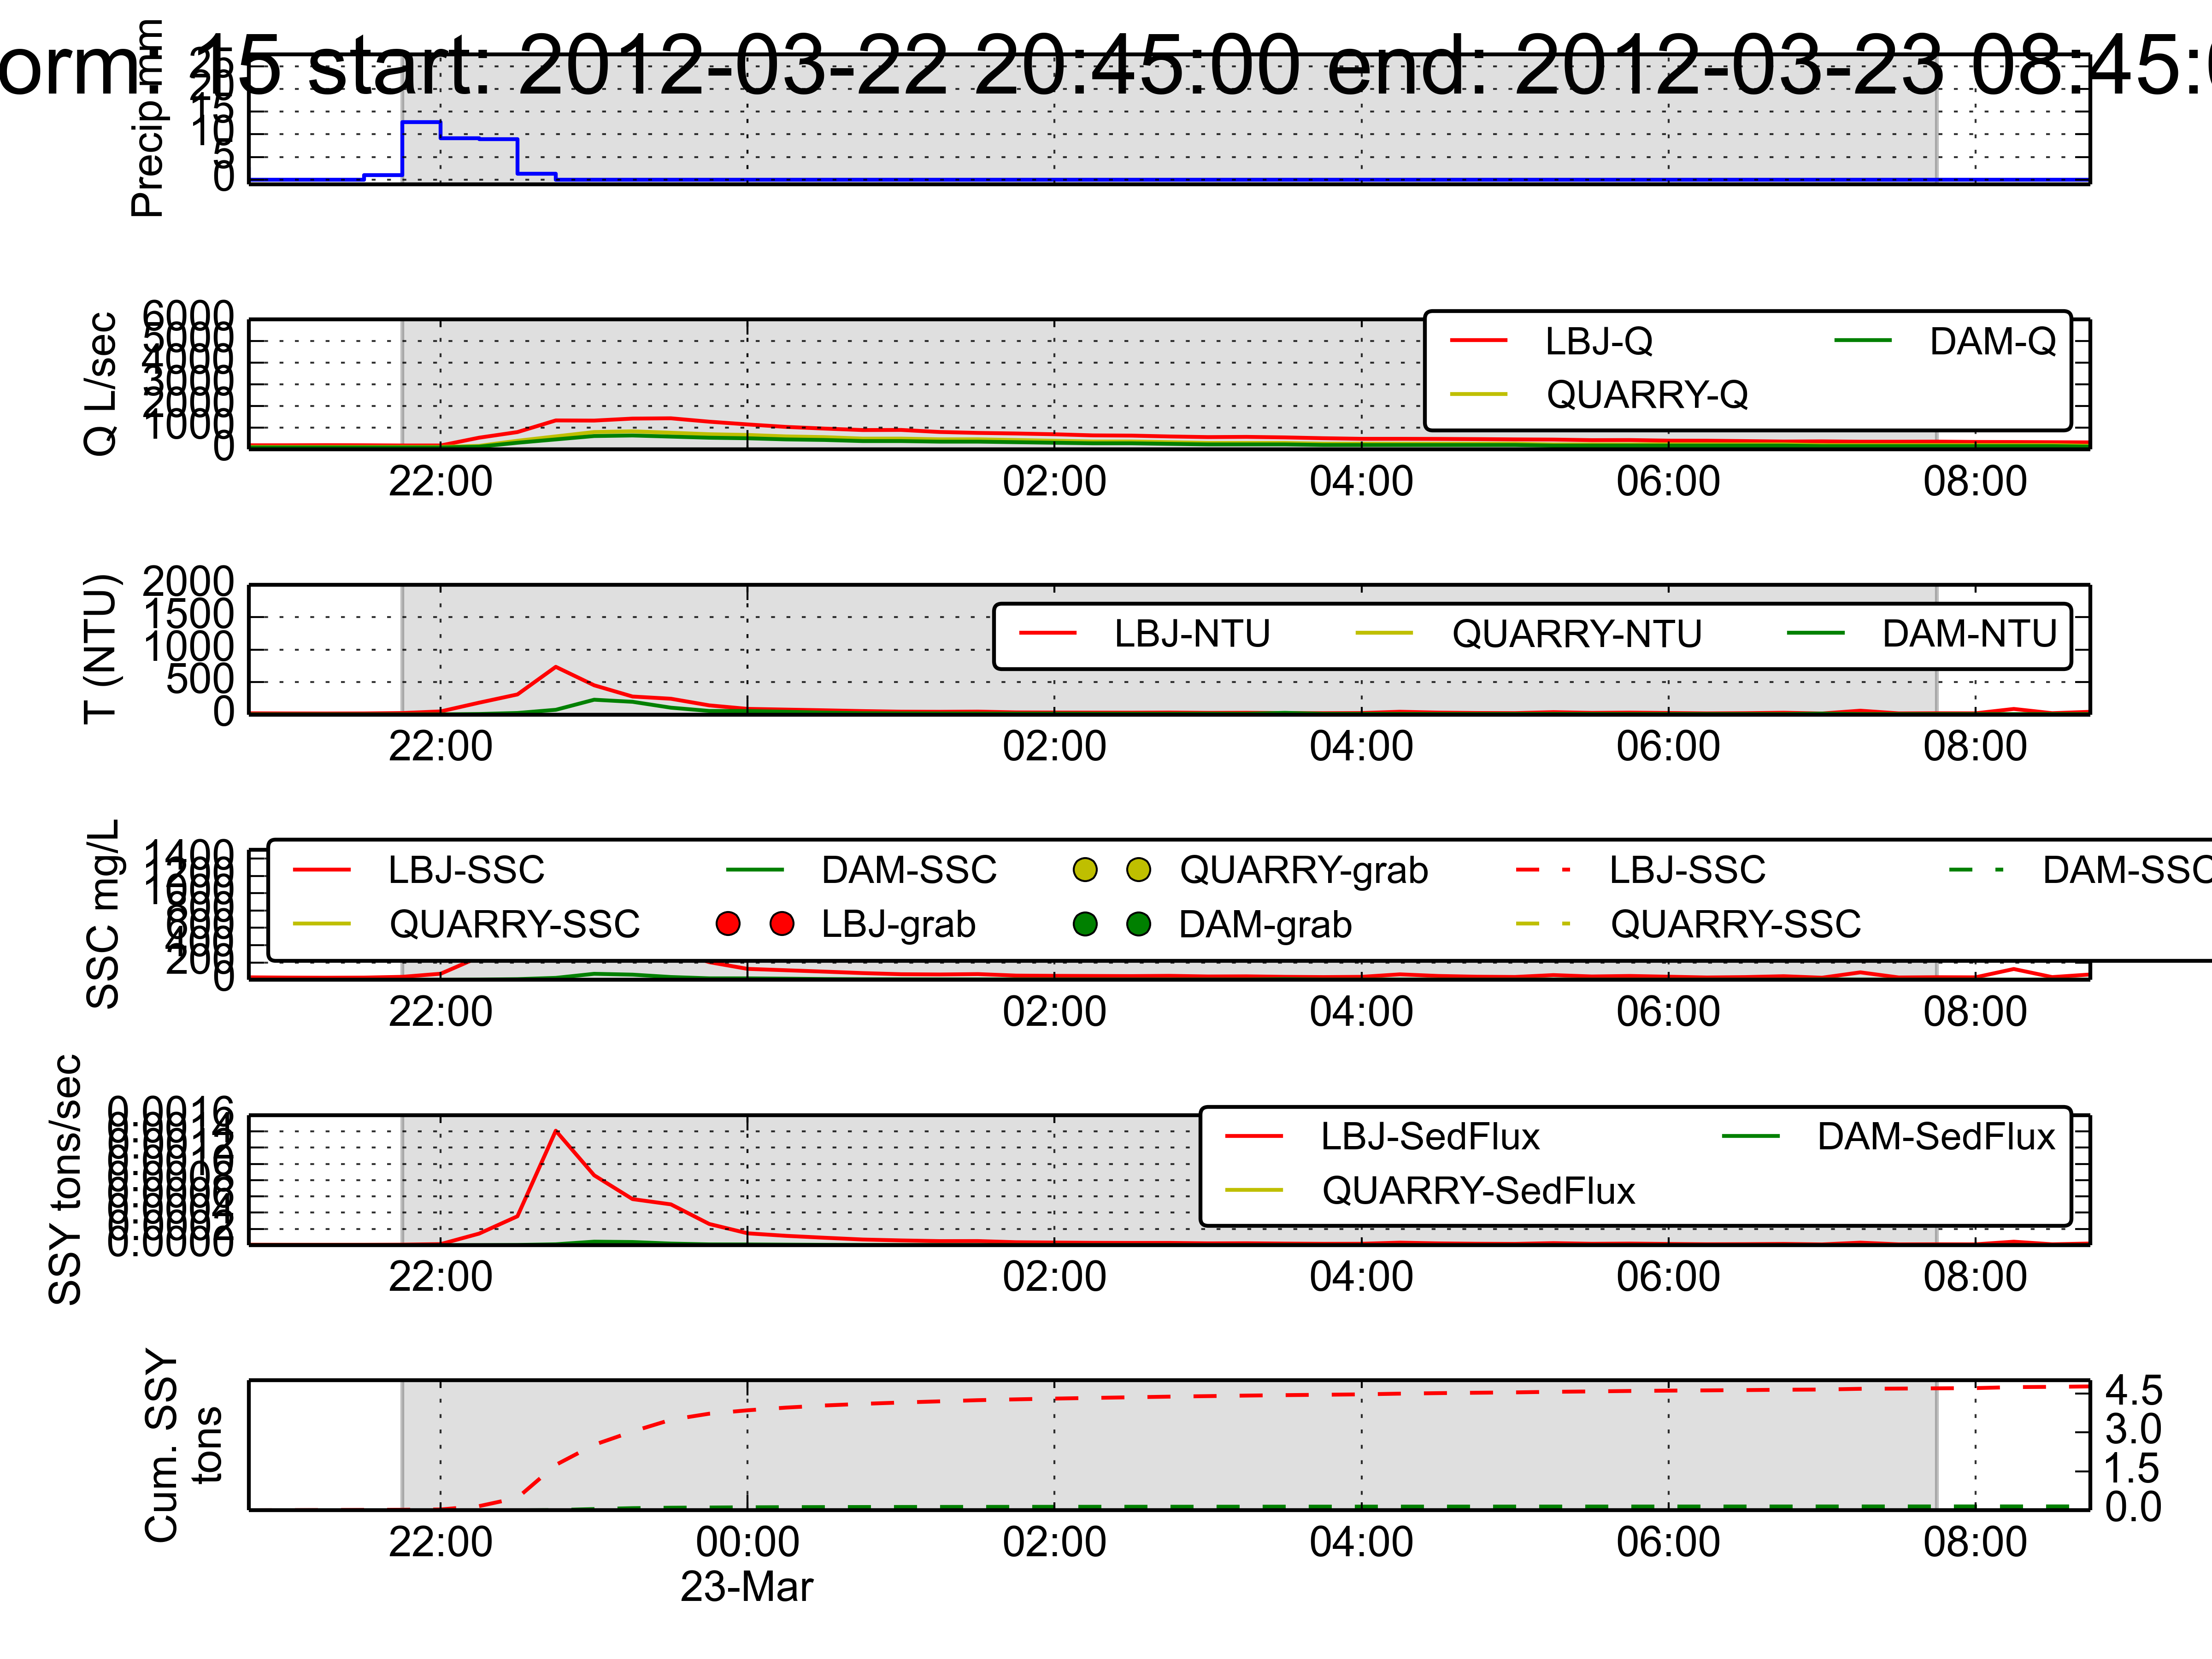 orm: 15 start: 2012-03-22 20:45:00 end: 2012-03-23 08:45:0
Precip mm
25
20
15
10
5
0
Q L/sec
6000
5000
4000
3000
2000
1000
0
LBJ-Q
DAM-Q
QUARRY-Q
22:00 02:00 04:00 06:00 08:00
T (NTU)
2000
1500
1000
500
0
LBJ-NTU QUARRY-NTU DAM-NTU
22:00 02:00 04:00 06:00 08:00
SSC mg/L
1400
1200
1000
800
600
400
200
0
LBJ-SSC DAM-SSC QUARRY-grab LBJ-SSC DAM-SSC
QUARRY-SSC LBJ-grab DAM-grab QUARRY-SSC
22:00 02:00 04:00 06:00 08:00
SSY tons/sec
0.0016
0.0014
0.0012
0.0010
0.0008
0.0006
0.0004
0.0002
0.0000
LBJ-SedFlux DAM-SedFlux
QUARRY-SedFlux
22:00 02:00 04:00 06:00 08:00
Cum. SSY
tons
4.5
3.0
1.5
0.0
22:00 00:00 02:00 04:00 06:00 08:00
23-Mar